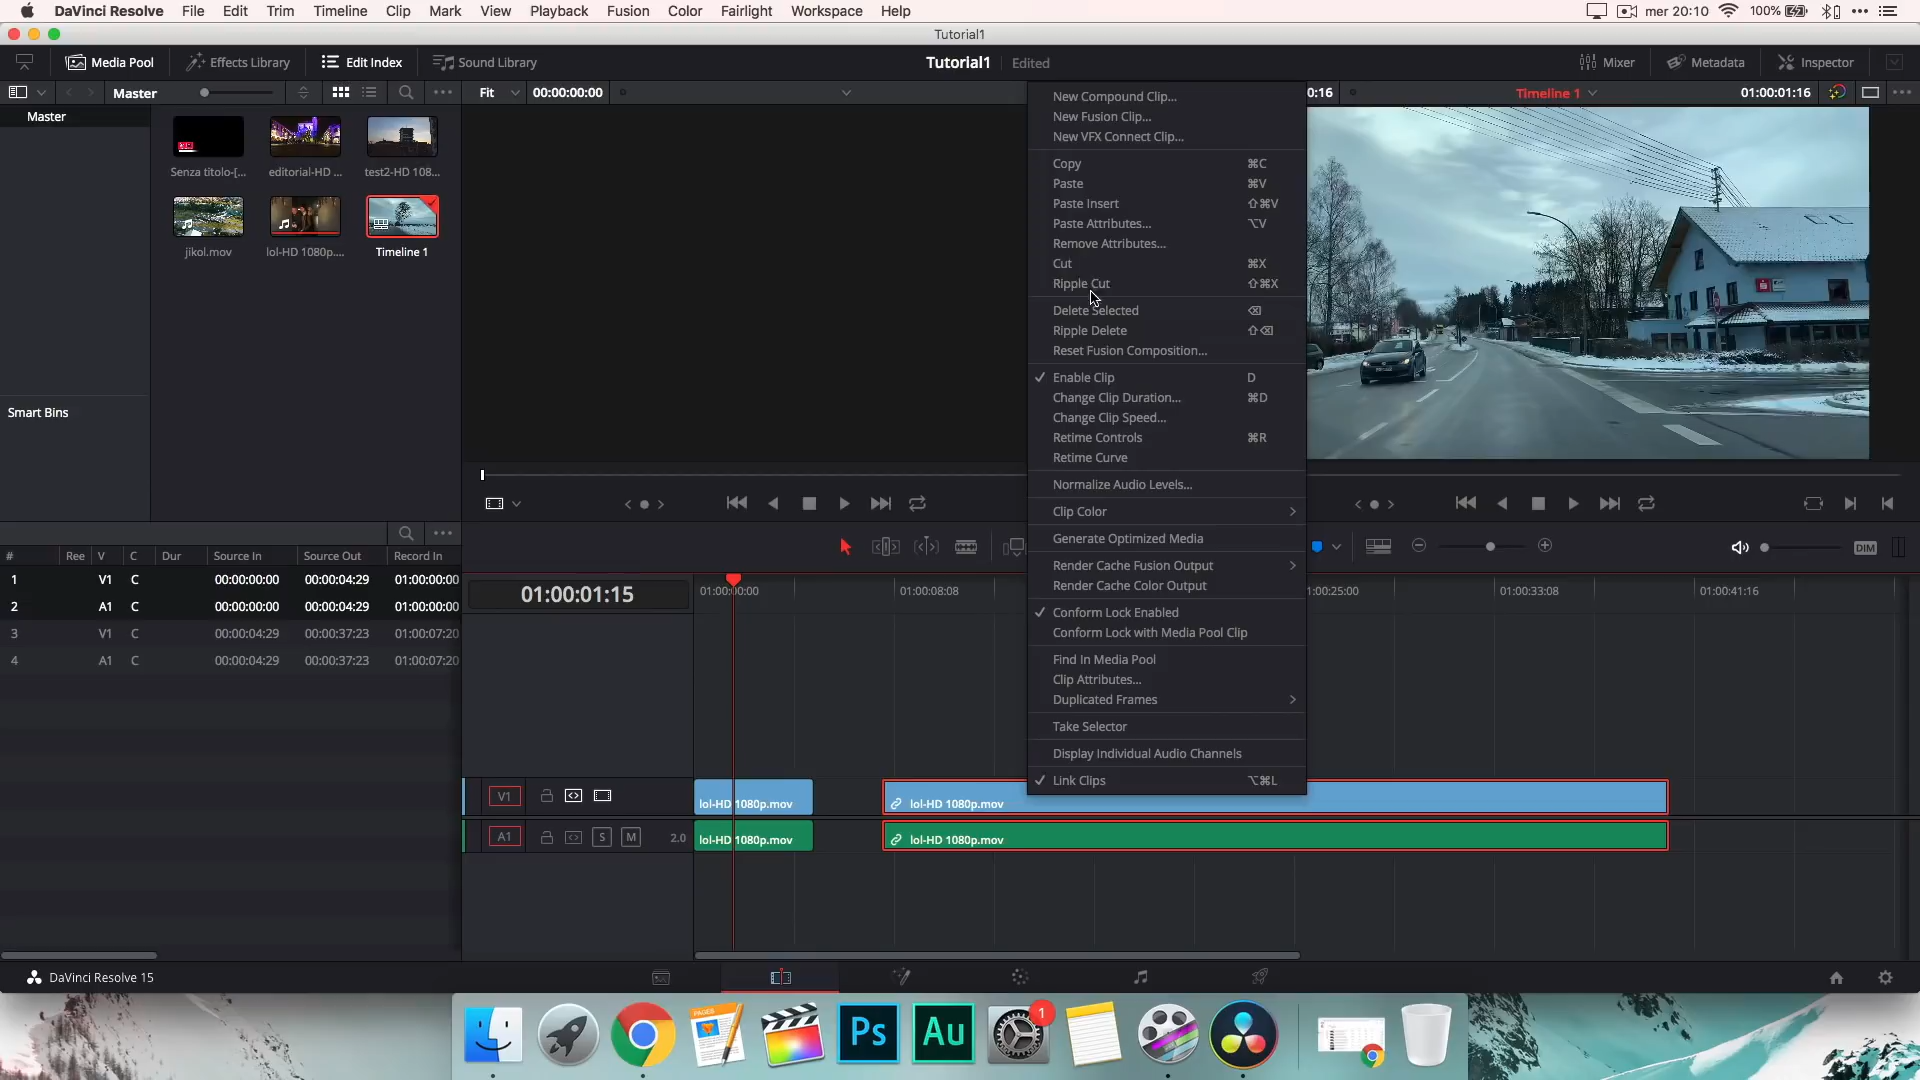 DaVinci Resolve File Edit Trim Timeline Clip Mark View Playback Fusion Color Fairlight Workspace Help mer 20:10 100%
Tutorial1
Media Pool Effects Library Edit Index Sound Library Tutorial1 Edited Mixer Metadata Inspector
Master Fit 00:00:00:00 0:16 Timeline 1 01:00:01:16
Master
Senza titolo-[... editorial-HD ... test2-HD 108...
jikol.mov lol-HD 1080p.... Timeline 1
Smart Bins
New Compound Clip...
New Fusion Clip...
New VFX Connect Clip...
Copy ⌘C
Paste ⌘V
Paste Insert ⇧⌘V
Paste Attributes... ⌥V
Remove Attributes...
Cut ⌘X
Ripple Cut ⇧⌘X
Delete Selected ⌫
Ripple Delete ⇧⌫
Reset Fusion Composition...
Enable Clip D
Change Clip Duration... ⌘D
Change Clip Speed...
Retime Controls ⌘R
Retime Curve
Normalize Audio Levels...
Clip Color
Generate Optimized Media
Render Cache Fusion Output
Render Cache Color Output
Conform Lock Enabled
Conform Lock with Media Pool Clip
Find In Media Pool
Clip Attributes...
Duplicated Frames
Take Selector
Display Individual Audio Channels
Link Clips ⌥⌘L
DIM
# Ree V C Dur Source In Source Out Record In
1 V1 C 00:00:00:00 00:00:04:29 01:00:00:00
2 A1 C 00:00:00:00 00:00:04:29 01:00:00:00
3 V1 C 00:00:04:29 00:00:37:23 01:00:07:20
4 A1 C 00:00:04:29 00:00:37:23 01:00:07:20
01:00:01:15 01:00:00:00 01:00:08:08 1:00:25:00 01:00:33:08 01:00:41:16
V1 lol-HD 1080p.mov lol-HD 1080p.mov
A1 S M 2.0 lol-HD 1080p.mov lol-HD 1080p.mov
DaVinci Resolve 15
PAGES
Ps
Au
1